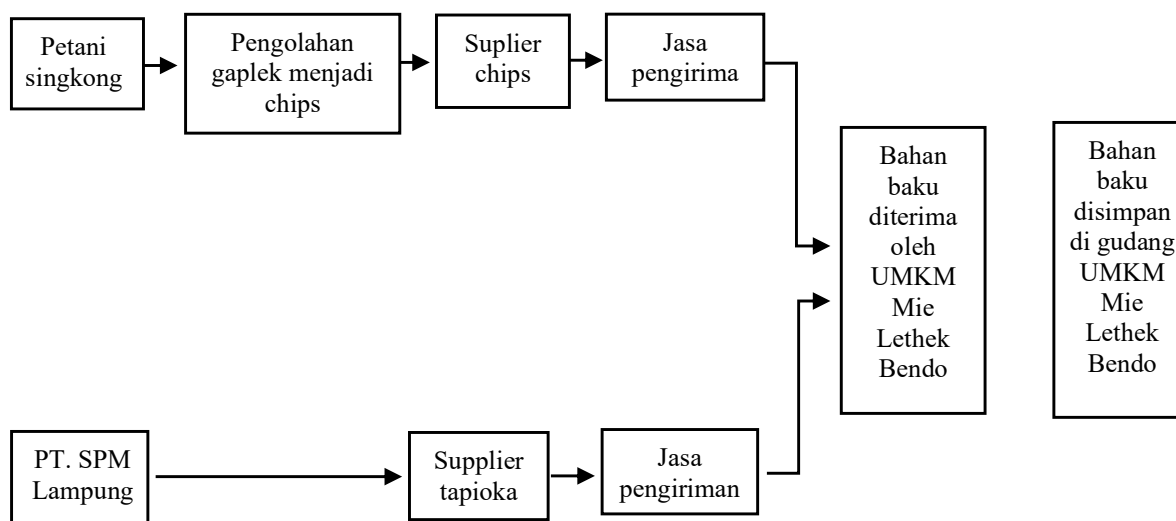 Petani
singkong
Pengolahan
gaplek menjadi
chips
Suplier
chips
Jasa
pengirima
Bahan
baku
diterima
oleh
UMKM
Mie
Lethek
Bendo
Bahan
baku
disimpan
di gudang
UMKM
Mie
Lethek
Bendo
PT. SPM
Lampung
Supplier
tapioka
Jasa
pengiriman